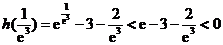 h(1/e³) = e^(1/e³) − 3 − 2/e³ < e − 3 − 2/e³ < 0